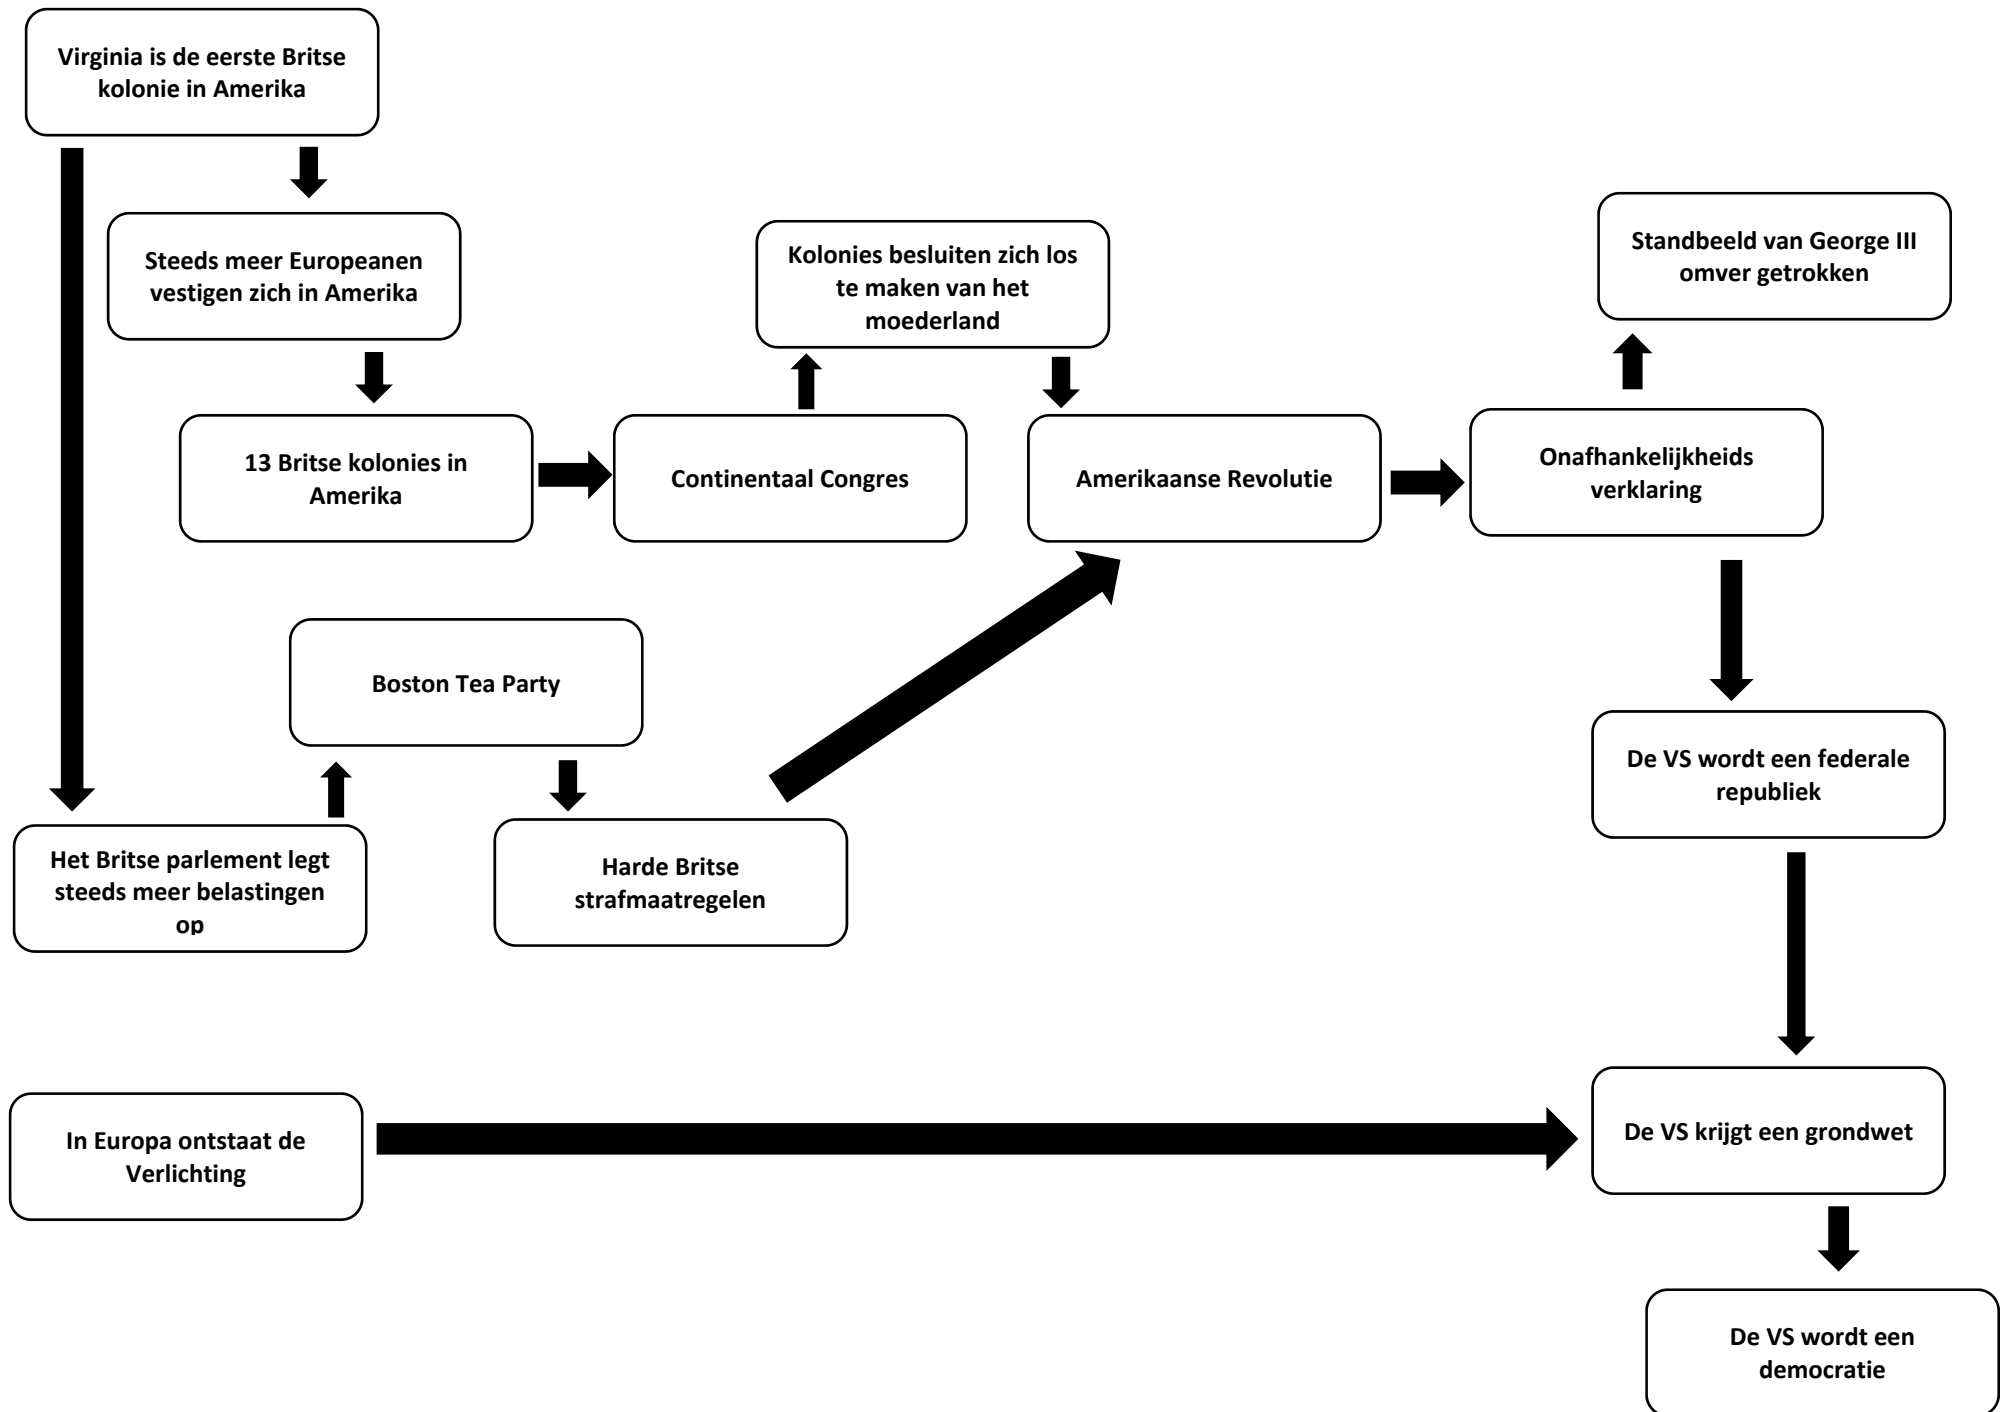 Virginia is de eerste Britse
kolonie in Amerika
Steeds meer Europeanen
vestigen zich in Amerika
Kolonies besluiten zich los
te maken van het
moederland
Standbeeld van George III
omver getrokken
13 Britse kolonies in
Amerika
Continentaal Congres
Amerikaanse Revolutie
Onafhankelijkheids
verklaring
Boston Tea Party
De VS wordt een federale
republiek
Het Britse parlement legt
steeds meer belastingen
op
Harde Britse
strafmaatregelen
In Europa ontstaat de
Verlichting
De VS krijgt een grondwet
De VS wordt een
democratie